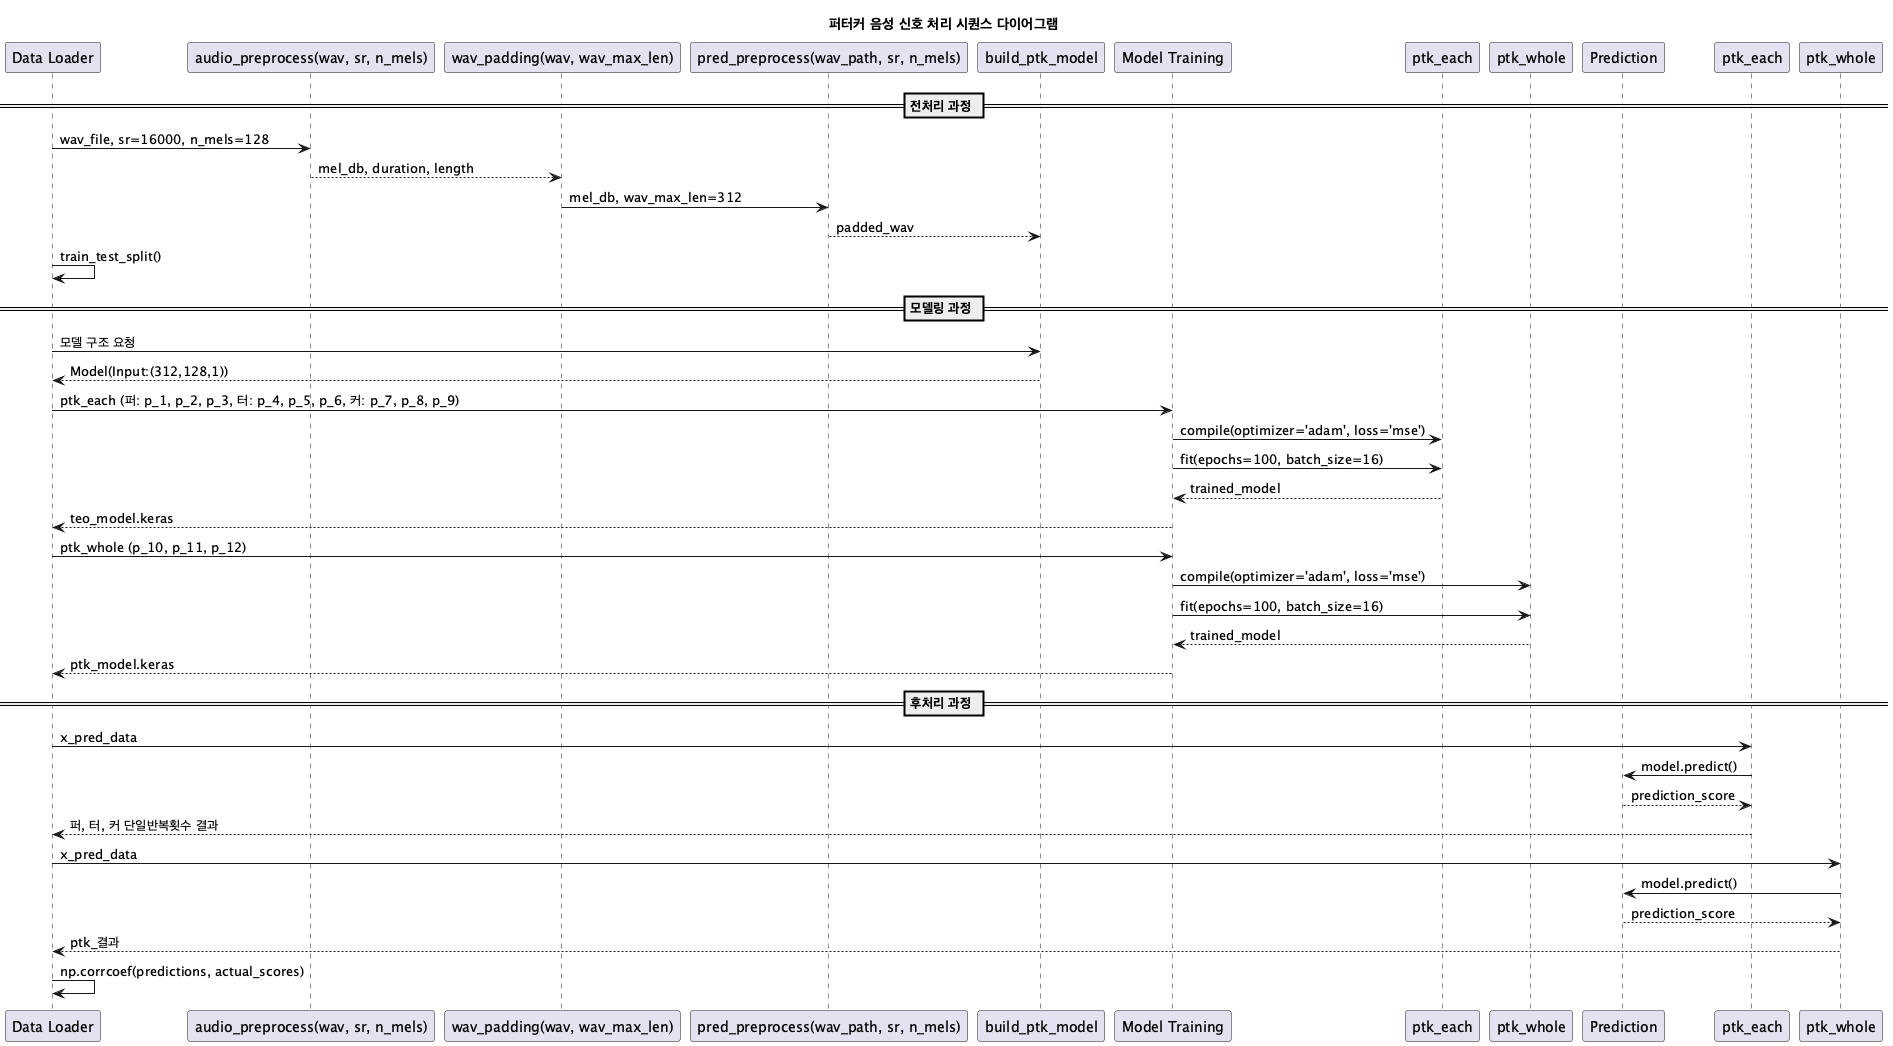 퍼터커 음성 신호 처리 시퀀스 다이어그램
Data Loader
audio_preprocess(wav, sr, n_mels)
wav_padding(wav, wav_max_len)
pred_preprocess(wav_path, sr, n_mels)
build_ptk_model
Model Training
ptk_each
ptk_whole
Prediction
ptk_each
ptk_whole
전처리 과정
wav_file, sr=16000, n_mels=128
mel_db, duration, length
mel_db, wav_max_len=312
padded_wav
train_test_split()
모델링 과정
모델 구조 요청
Model(Input:(312,128,1))
ptk_each (퍼: p_1, p_2, p_3, 터: p_4, p_5, p_6, 커: p_7, p_8, p_9)
compile(optimizer='adam', loss='mse')
fit(epochs=100, batch_size=16)
trained_model
teo_model.keras
ptk_whole (p_10, p_11, p_12)
compile(optimizer='adam', loss='mse')
fit(epochs=100, batch_size=16)
trained_model
ptk_model.keras
후처리 과정
x_pred_data
model.predict()
prediction_score
퍼, 터, 커 단일반복횟수 결과
x_pred_data
model.predict()
prediction_score
ptk_결과
np.corrcoef(predictions, actual_scores)
Data Loader
audio_preprocess(wav, sr, n_mels)
wav_padding(wav, wav_max_len)
pred_preprocess(wav_path, sr, n_mels)
build_ptk_model
Model Training
ptk_each
ptk_whole
Prediction
ptk_each
ptk_whole